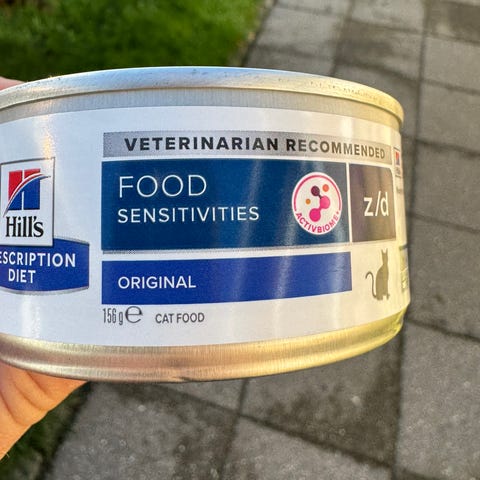 VETERINARIAN RECOMMENDED
FOOD
SENSITIVITIES
ACTIVBIOME+
z/d
Hill's
ESCRIPTION
DIET
ORIGINAL
156g℮ CAT FOOD